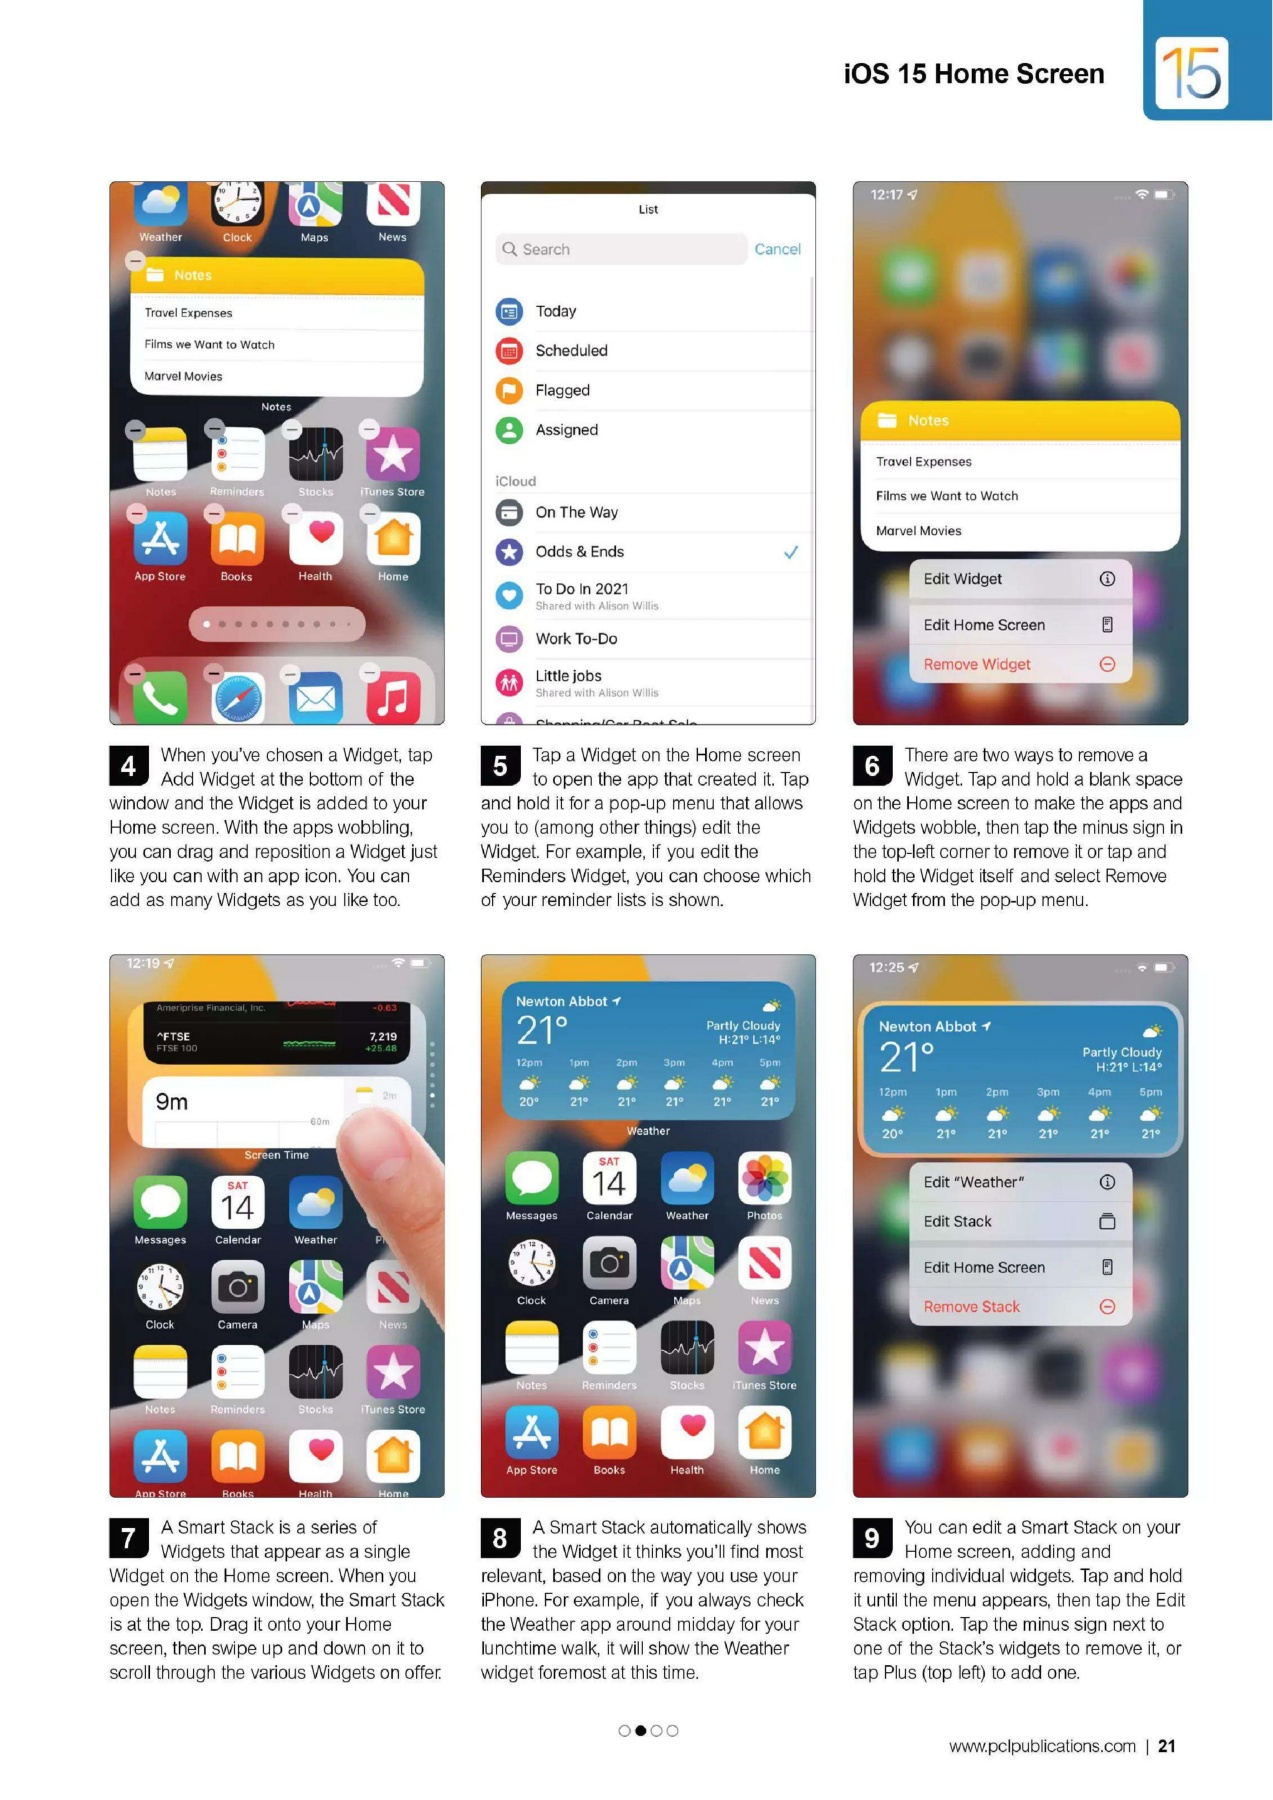 iOS 15 Home Screen
15
Weather Clock Maps News
Notes
Travel Expenses
Films we Want to Watch
Marvel Movies
Notes
Notes Reminders Stocks iTunes Store
App Store Books Health Home
List
Search Cancel
Today
Scheduled
Flagged
Assigned
iCloud
On The Way
Odds & Ends
To Do In 2021
Shared with Alison Willis
Work To-Do
Little jobs
Shared with Alison Willis
12:17
Notes
Travel Expenses
Films we Want to Watch
Marvel Movies
Edit Widget
Edit Home Screen
Remove Widget
4 When you've chosen a Widget, tap
Add Widget at the bottom of the
window and the Widget is added to your
Home screen. With the apps wobbling,
you can drag and reposition a Widget just
like you can with an app icon. You can
add as many Widgets as you like too.
5 Tap a Widget on the Home screen
to open the app that created it. Tap
and hold it for a pop-up menu that allows
you to (among other things) edit the
Widget. For example, if you edit the
Reminders Widget, you can choose which
of your reminder lists is shown.
6 There are two ways to remove a
Widget. Tap and hold a blank space
on the Home screen to make the apps and
Widgets wobble, then tap the minus sign in
the top-left corner to remove it or tap and
hold the Widget itself and select Remove
Widget from the pop-up menu.
12:19
Ameriprise Financial, Inc. -0.63
^FTSE 7,219
FTSE 100 +25.48
9m 2m
60m
Screen Time
SAT
14
Messages Calendar Weather
Clock Camera Maps News
Notes Reminders Stocks iTunes Store
App Store Books Health Home
Newton Abbot
21°
Partly Cloudy
H:21° L:14°
12pm 1pm 2pm 3pm 4pm 5pm
20° 21° 21° 21° 21° 21°
Weather
SAT
14
Messages Calendar Weather Photos
Clock Camera Maps News
Notes Reminders Stocks iTunes Store
App Store Books Health Home
12:25
Newton Abbot
21°
Partly Cloudy
H:21° L:14°
12pm 1pm 2pm 3pm 4pm 5pm
20° 21° 21° 21° 21° 21°
Edit "Weather"
Edit Stack
Edit Home Screen
Remove Stack
7 A Smart Stack is a series of
Widgets that appear as a single
Widget on the Home screen. When you
open the Widgets window, the Smart Stack
is at the top. Drag it onto your Home
screen, then swipe up and down on it to
scroll through the various Widgets on offer.
8 A Smart Stack automatically shows
the Widget it thinks you'll find most
relevant, based on the way you use your
iPhone. For example, if you always check
the Weather app around midday for your
lunchtime walk, it will show the Weather
widget foremost at this time.
9 You can edit a Smart Stack on your
Home screen, adding and
removing individual widgets. Tap and hold
it until the menu appears, then tap the Edit
Stack option. Tap the minus sign next to
one of the Stack's widgets to remove it, or
tap Plus (top left) to add one.
www.pclpublications.com | 21